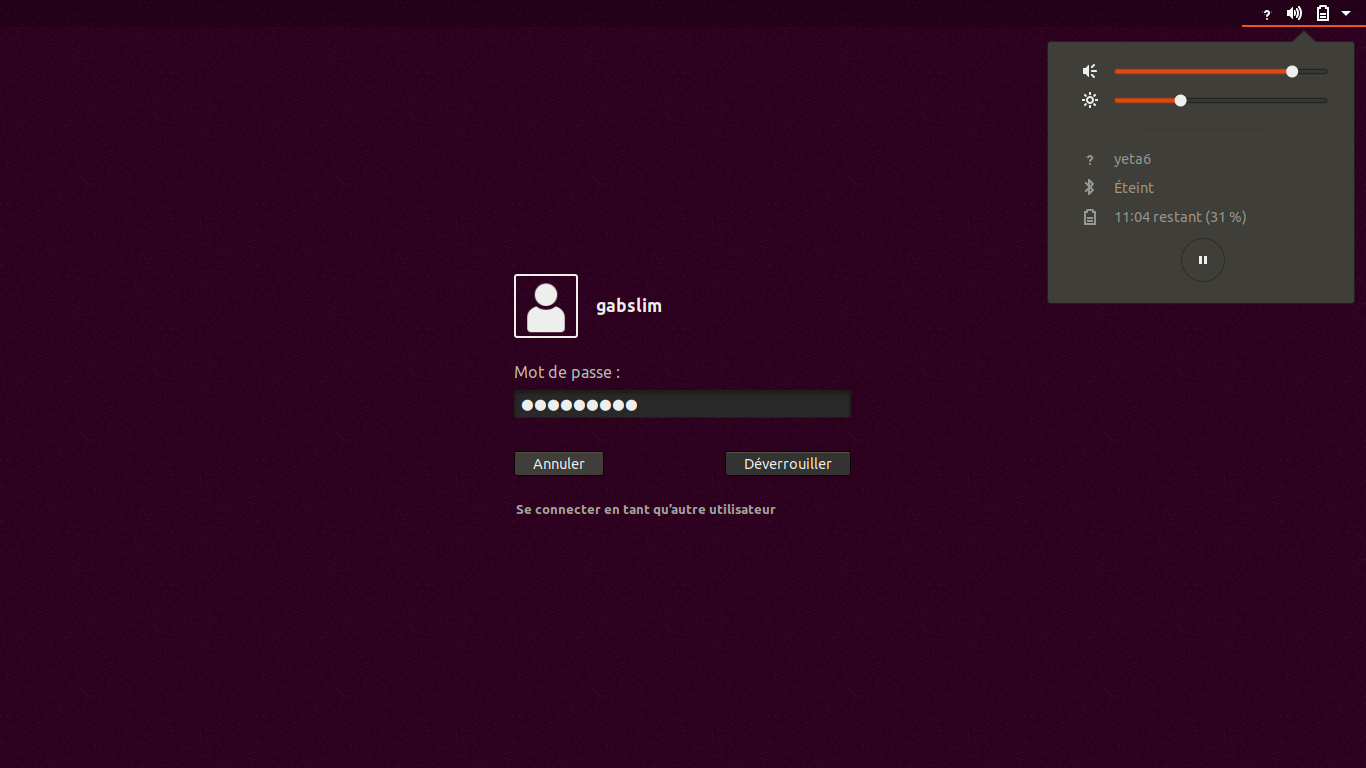 yeta6
Éteint
11:04 restant (31 %)
gabslim
Mot de passe :
Annuler
Déverrouiller
Se connecter en tant qu’autre utilisateur